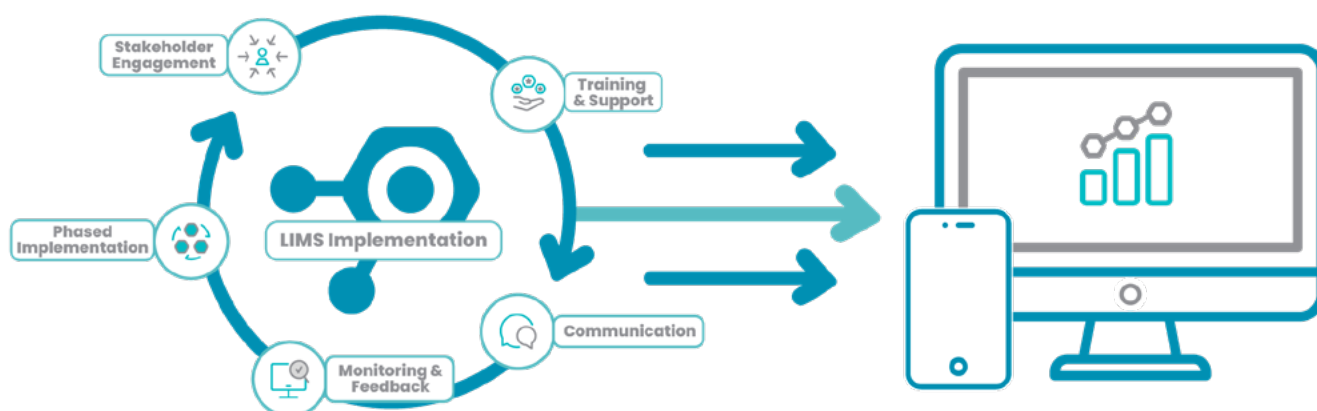 Stakeholder
Engagement
Training
& Support
Phased
Implementation
LIMS Implementation
Communication
Monitoring &
Feedback